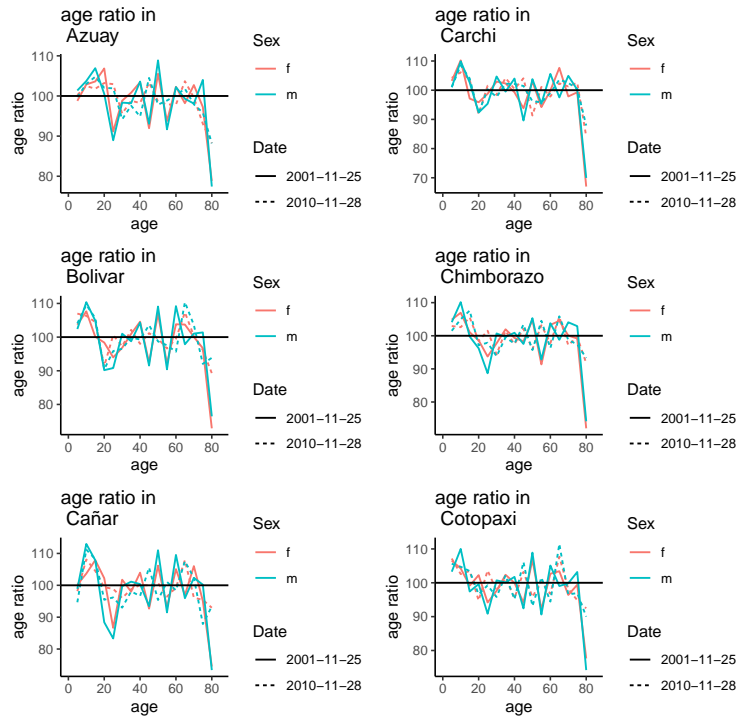 age ratio in
Azuay
110
100
90
80
0
20
40
60
80
age
age ratio
Sex
f
m
Date
2001−11−25
2010−11−28
age ratio in
Carchi
110
100
90
80
70
0
20
40
60
80
age
age ratio
Sex
f
m
Date
2001−11−25
2010−11−28
age ratio in
Bolivar
110
100
90
80
0
20
40
60
80
age
age ratio
Sex
f
m
Date
2001−11−25
2010−11−28
age ratio in
Chimborazo
110
100
90
80
0
20
40
60
80
age
age ratio
Sex
f
m
Date
2001−11−25
2010−11−28
age ratio in
Cañar
110
100
90
80
0
20
40
60
80
age
age ratio
Sex
f
m
Date
2001−11−25
2010−11−28
age ratio in
Cotopaxi
110
100
90
80
0
20
40
60
80
age
age ratio
Sex
f
m
Date
2001−11−25
2010−11−28